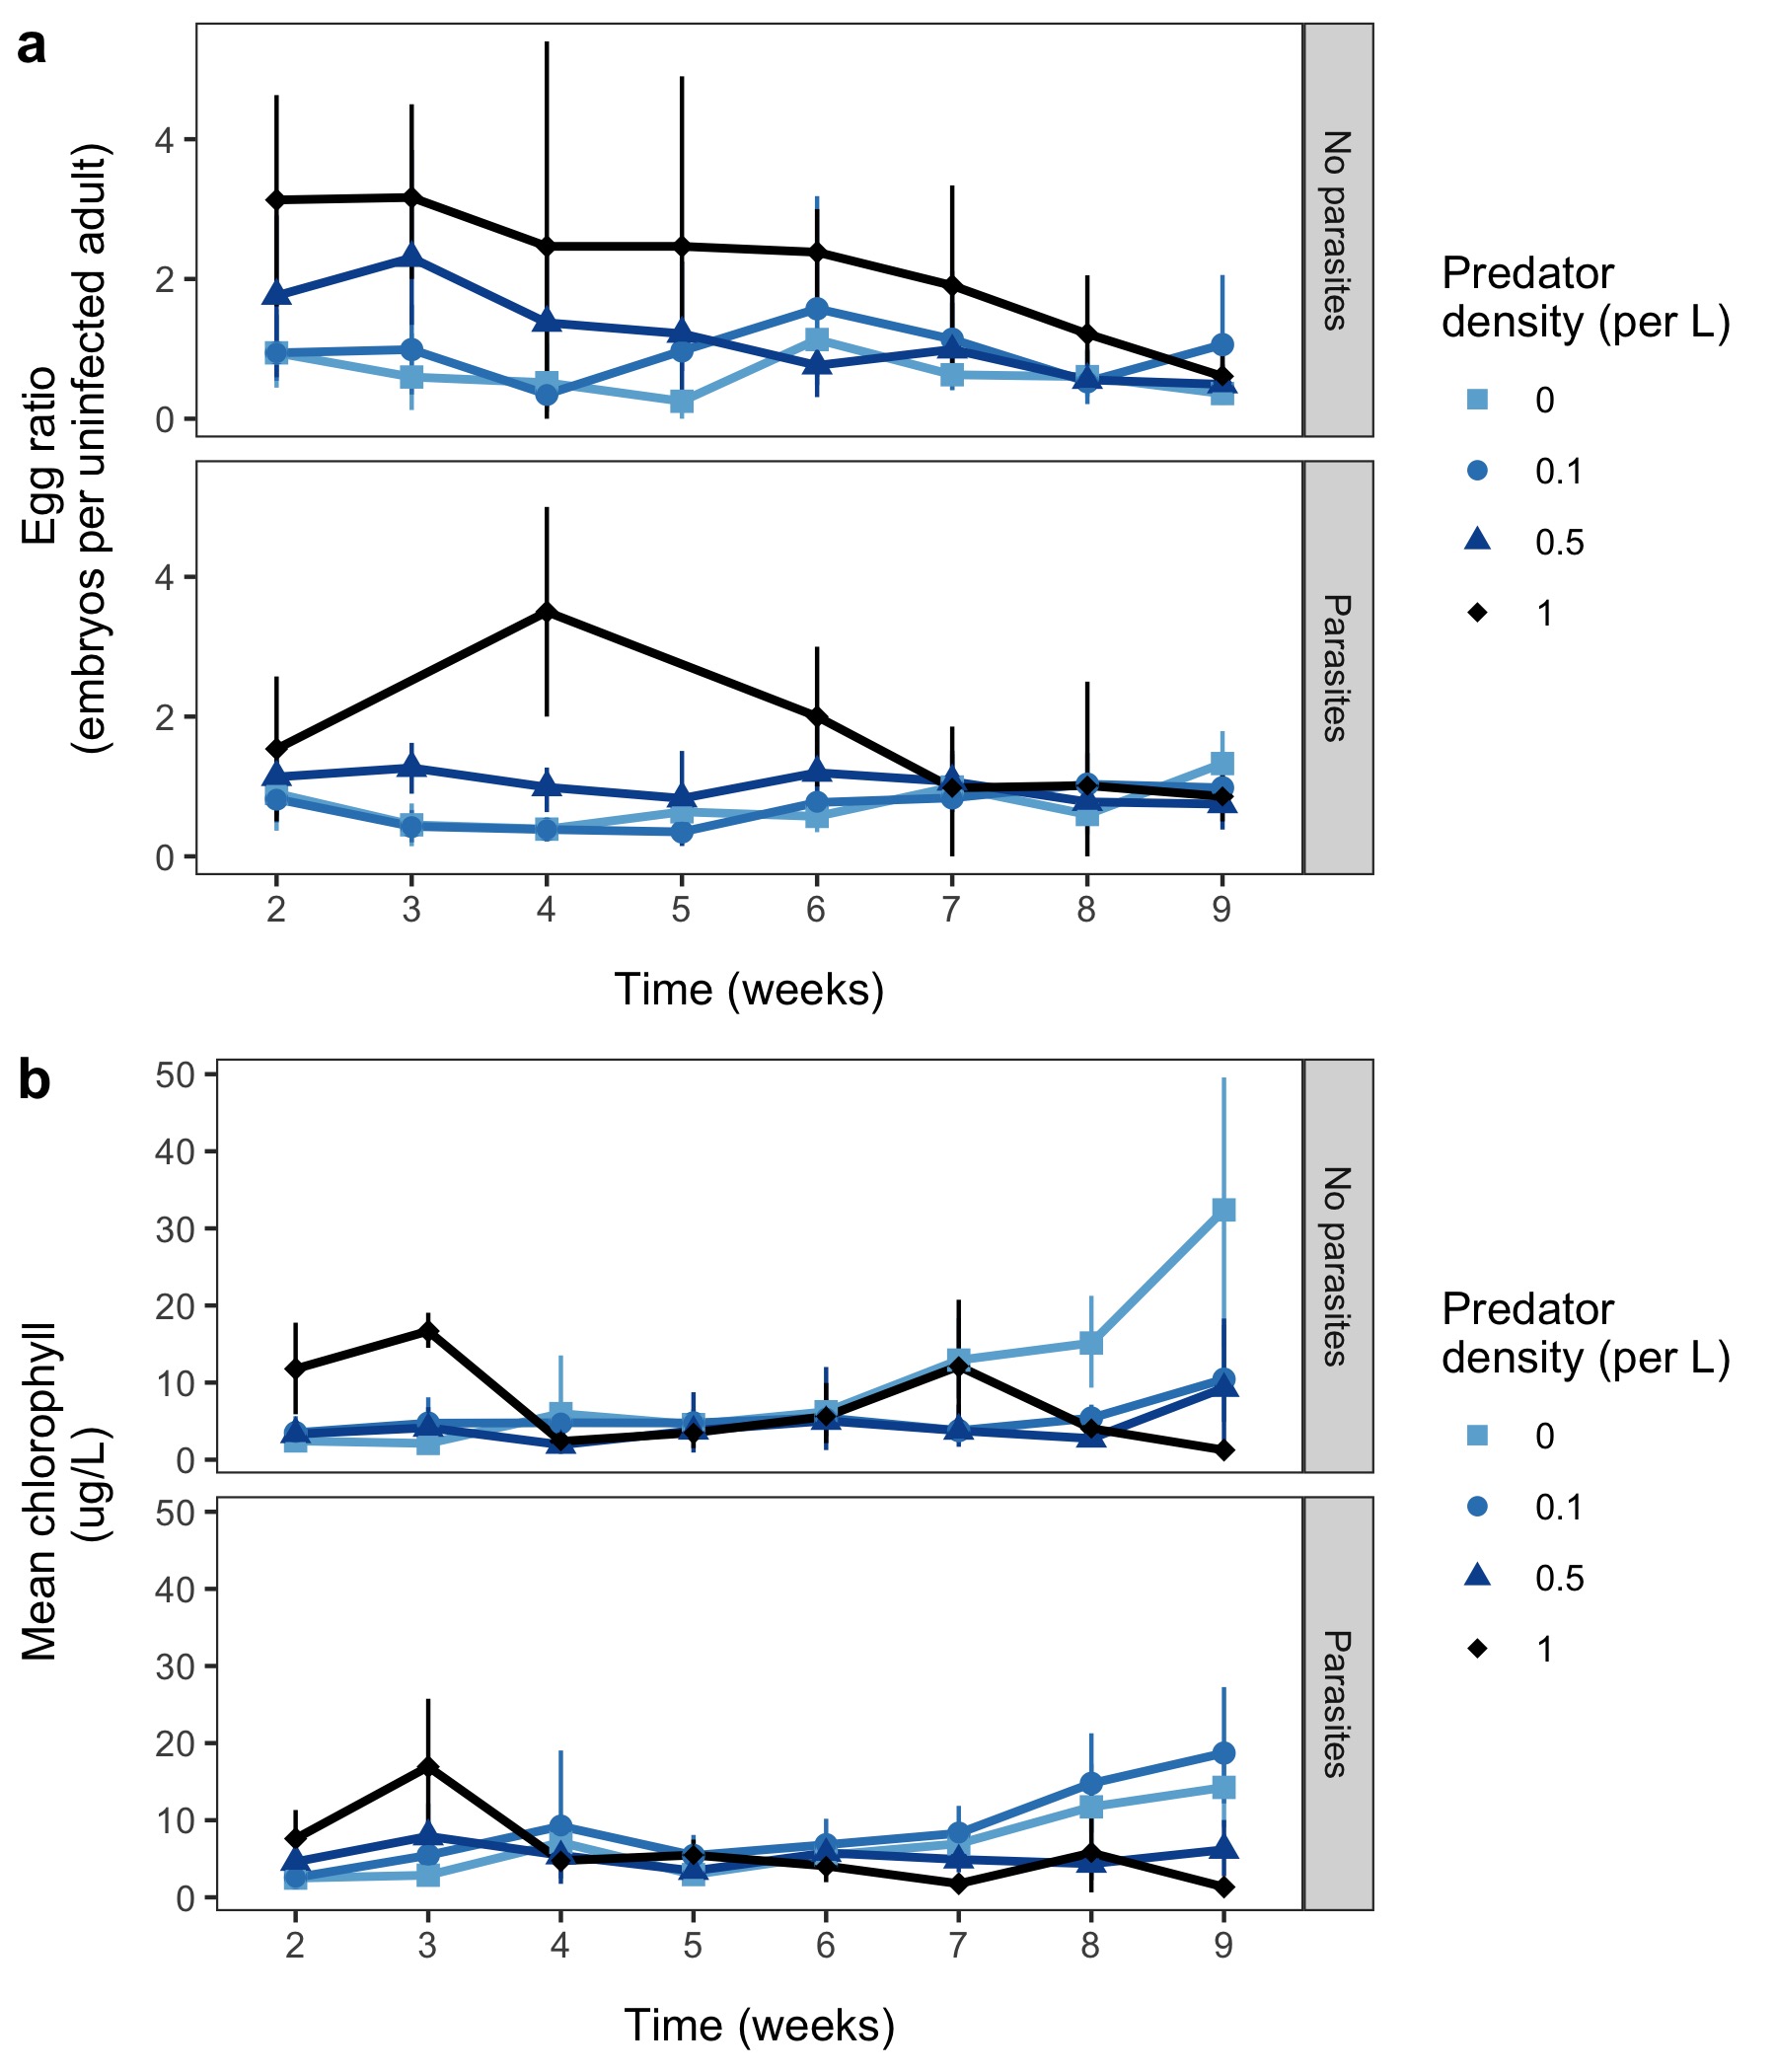 a
Egg ratio
(embryos per uninfected adult)
4
2
0
No parasites
4
2
0
Parasites
2 3 4 5 6 7 8 9
Time (weeks)
Predator
density (per L)
0
0.1
0.5
1
b
Mean chlorophyll
(ug/L)
50
40
30
20
10
0
No parasites
50
40
30
20
10
0
Parasites
2 3 4 5 6 7 8 9
Time (weeks)
Predator
density (per L)
0
0.1
0.5
1